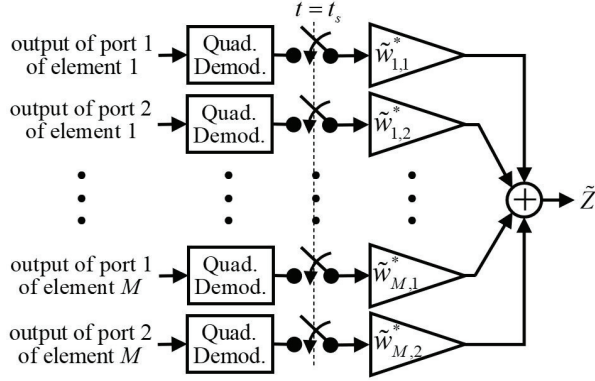 t = t_s
output of port 1
of element 1
Quad.
Demod.
w̃*_{1,1}
output of port 2
of element 1
Quad.
Demod.
w̃*_{1,2}
+
Z̃
output of port 1
of element M
Quad.
Demod.
w̃*_{M,1}
output of port 2
of element M
Quad.
Demod.
w̃*_{M,2}